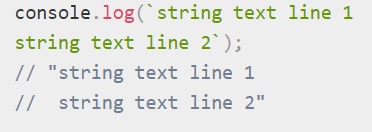 console.log(`string text line 1
string text line 2`);
// "string text line 1
//  string text line 2"